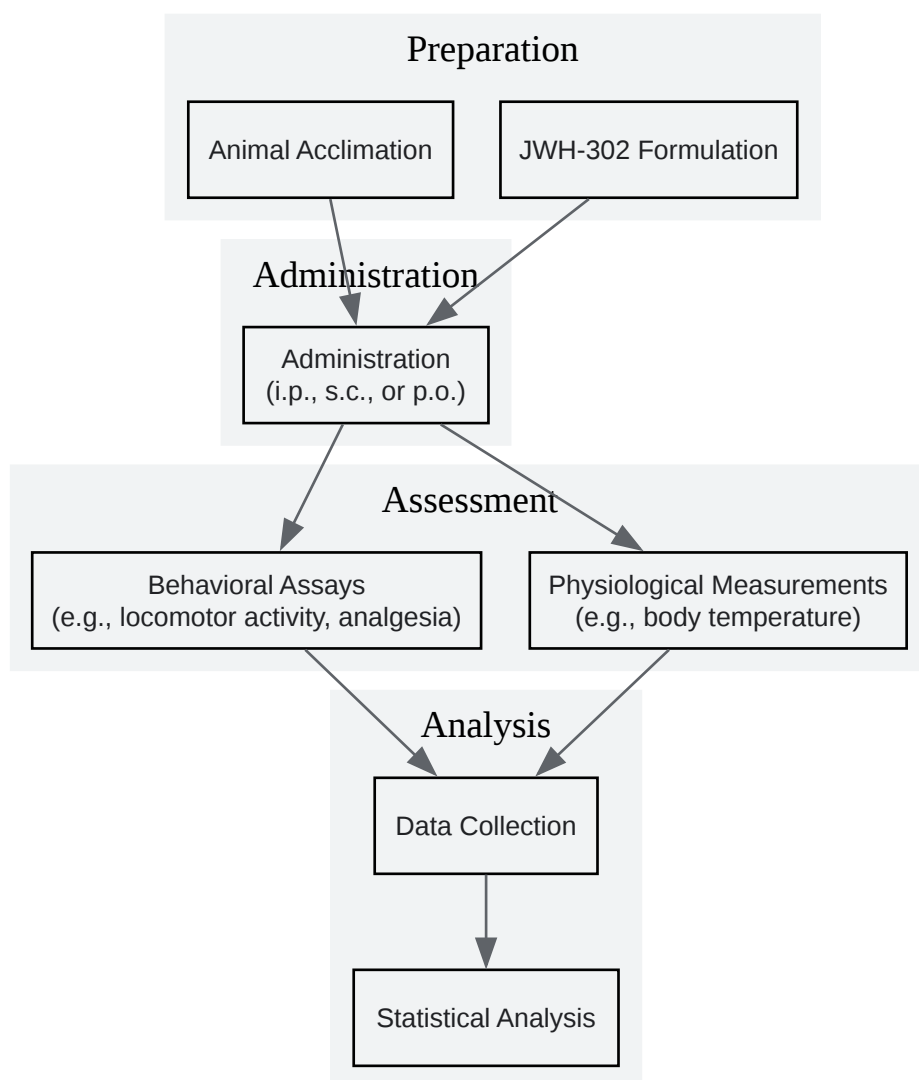 Preparation
Animal Acclimation
JWH-302 Formulation
Administration
Administration
(i.p., s.c., or p.o.)
Assessment
Behavioral Assays
(e.g., locomotor activity, analgesia)
Physiological Measurements
(e.g., body temperature)
Analysis
Data Collection
Statistical Analysis